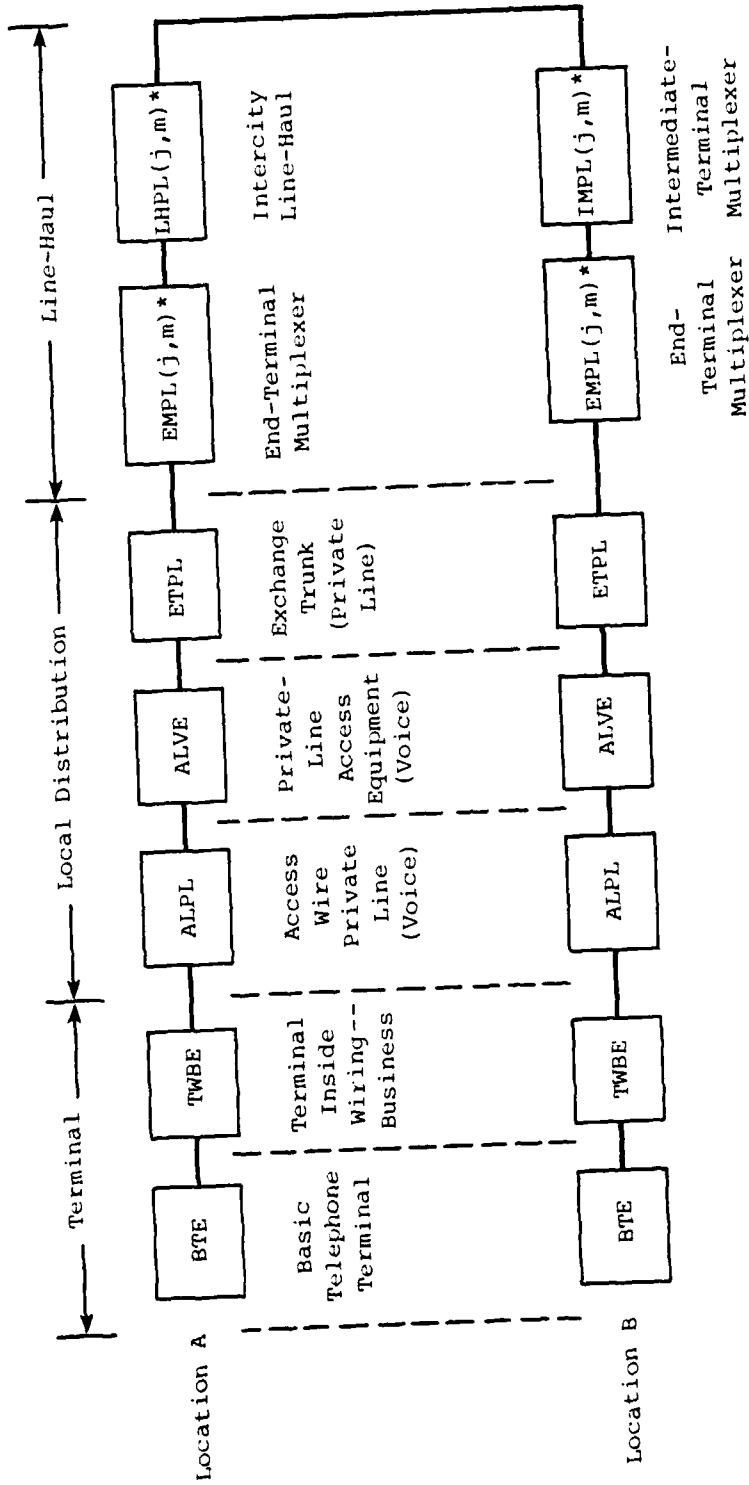 Terminal
Local Distribution
Line-Haul
Location A
BTE
TWBE
ALPL
ALVE
ETPL
EMPL(j,m)*
LHPL(j,m)*
Basic
Telephone
Terminal
Terminal
Inside
Wiring--
Business
Access
Wire
Private
Line
(Voice)
Private-
Line
Access
Equipment
(Voice)
Exchange
Trunk
(Private
Line)
End-Terminal
Multiplexer
Intercity
Line-Haul
Location B
BTE
TWBE
ALPL
ALVE
ETPL
EMPL(j,m)*
IMPL(j,m)*
End-
Terminal
Multiplexer
Intermediate-
Terminal
Multiplexer